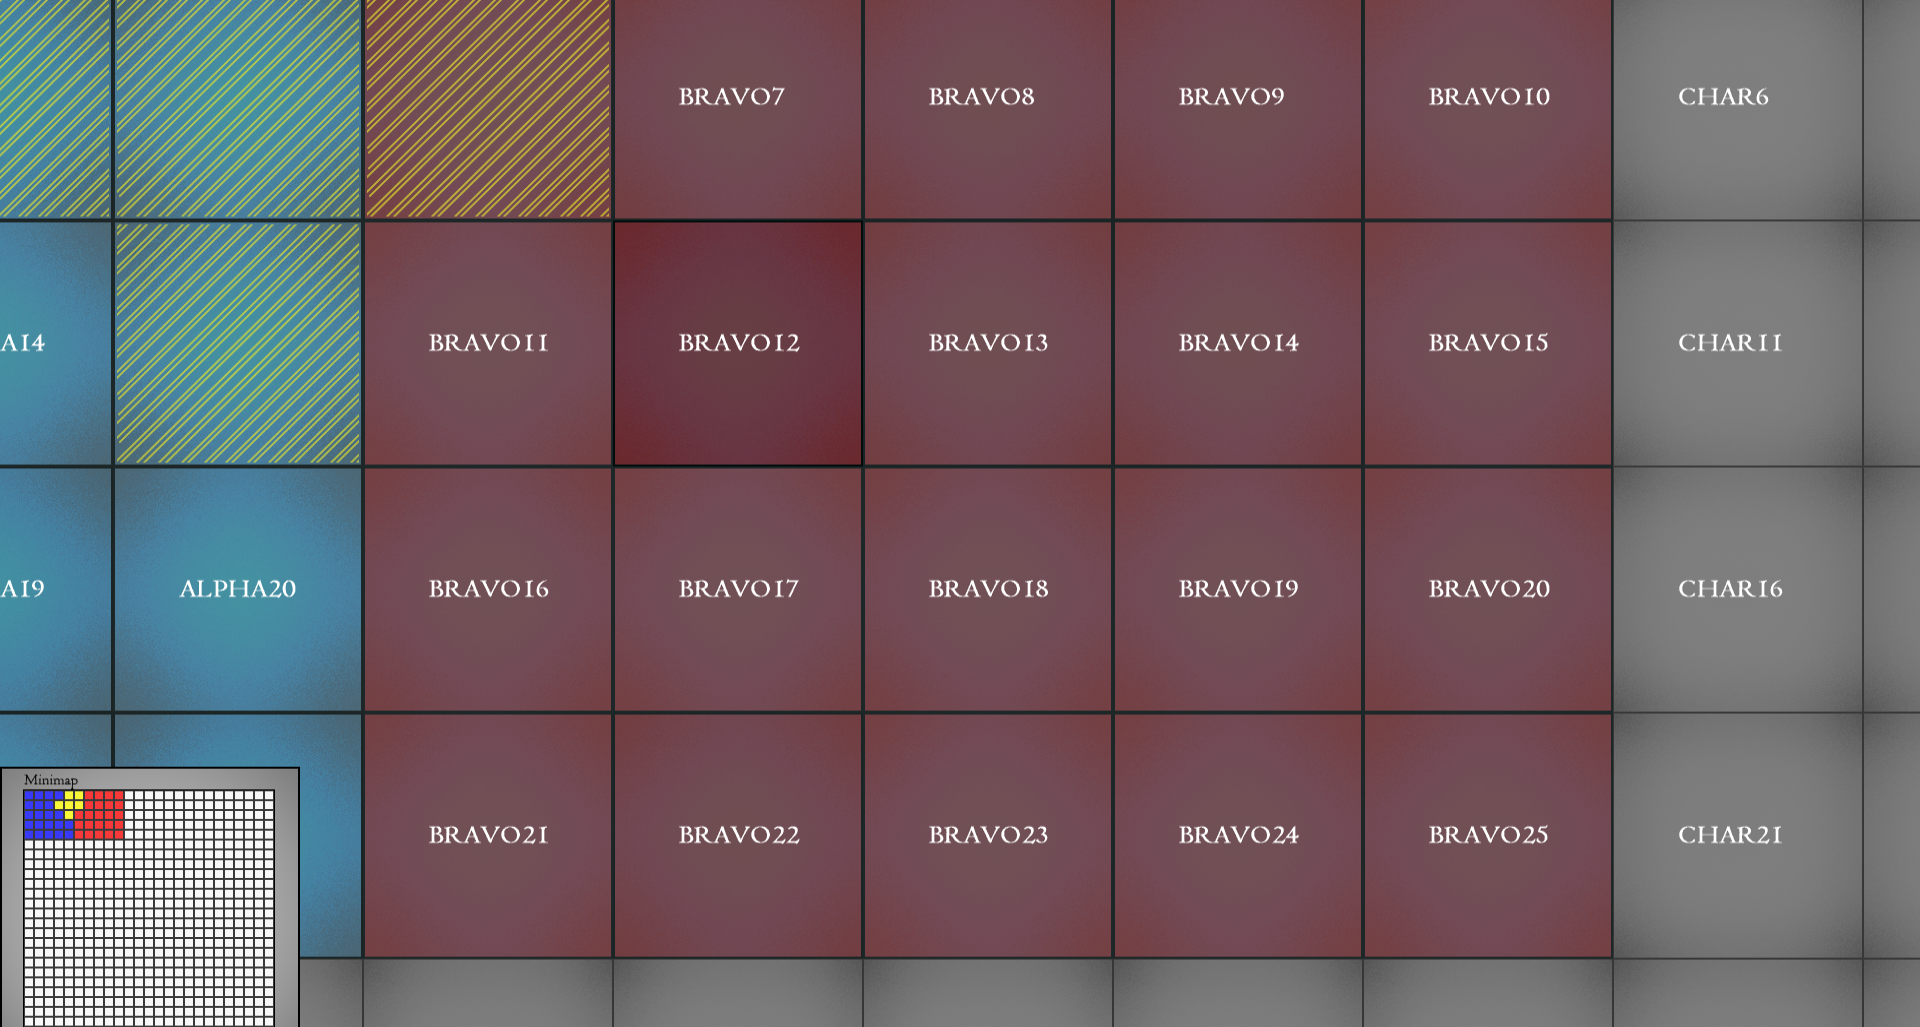 BRAVO7 BRAVO8 BRAVO9 BRAVO10 CHAR6
A14 BRAVO11 BRAVO12 BRAVO13 BRAVO14 BRAVO15 CHAR11
A19 ALPHA20 BRAVO16 BRAVO17 BRAVO18 BRAVO19 BRAVO20 CHAR16
Minimap
BRAVO21 BRAVO22 BRAVO23 BRAVO24 BRAVO25 CHAR21